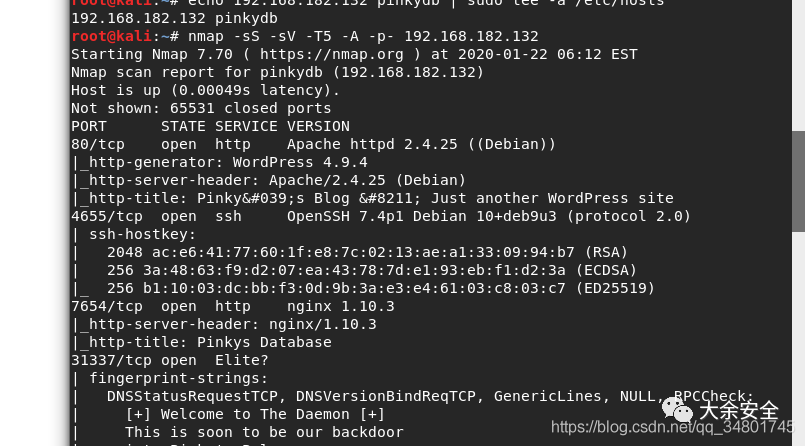 root@kali:~# echo 192.168.182.132 pinkydb | sudo tee -a /etc/hosts
192.168.182.132 pinkydb
root@kali:~# nmap -sS -sV -T5 -A -p- 192.168.182.132
Starting Nmap 7.70 ( https://nmap.org ) at 2020-01-22 06:12 EST
Nmap scan report for pinkydb (192.168.182.132)
Host is up (0.00049s latency).
Not shown: 65531 closed ports
PORT      STATE SERVICE VERSION
80/tcp    open  http    Apache httpd 2.4.25 ((Debian))
|_http-generator: WordPress 4.9.4
|_http-server-header: Apache/2.4.25 (Debian)
|_http-title: Pinky&#039;s Blog &#8211; Just another WordPress site
4655/tcp  open  ssh     OpenSSH 7.4p1 Debian 10+deb9u3 (protocol 2.0)
| ssh-hostkey:
|   2048 ac:e6:41:77:60:1f:e8:7c:02:13:ae:a1:33:09:94:b7 (RSA)
|   256 3a:48:63:f9:d2:07:ea:43:78:7d:e1:93:eb:f1:d2:3a (ECDSA)
|_  256 b1:10:03:dc:bb:f3:0d:9b:3a:e3:e4:61:03:c8:03:c7 (ED25519)
7654/tcp  open  http    nginx 1.10.3
|_http-server-header: nginx/1.10.3
|_http-title: Pinkys Database
31337/tcp open  Elite?
| fingerprint-strings:
|   DNSStatusRequestTCP, DNSVersionBindReqTCP, GenericLines, NULL, RPCCheck:
|     [+] Welcome to The Daemon [+]
|     This is soon to be our backdoor
大余安全
https://blog.csdn.net/qq_34801745